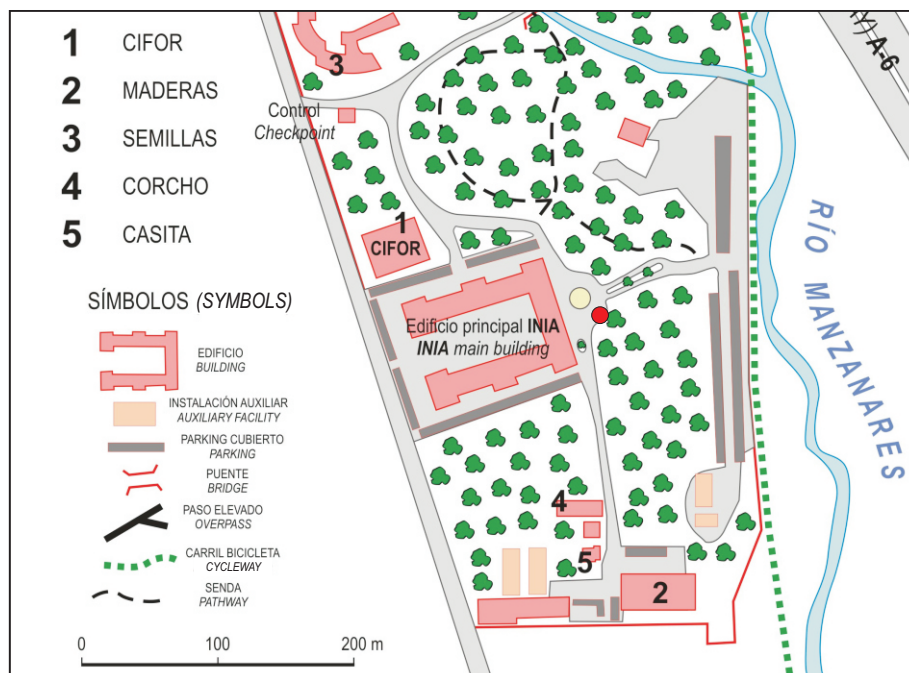 1 CIFOR
2 MADERAS
3 SEMILLAS
4 CORCHO
5 CASITA
SÍMBOLOS (SYMBOLS)
EDIFICIO
BUILDING
INSTALACIÓN AUXILIAR
AUXILIARY FACILITY
PARKING CUBIERTO
PARKING
PUENTE
BRIDGE
PASO ELEVADO
OVERPASS
CARRIL BICICLETA
CYCLEWAY
SENDA
PATHWAY
0 100 200 m
3
Control
Checkpoint
1
CIFOR
Edificio principal INIA
INIA main building
4
5
2
RÍO MANZANARES
Y) A-6